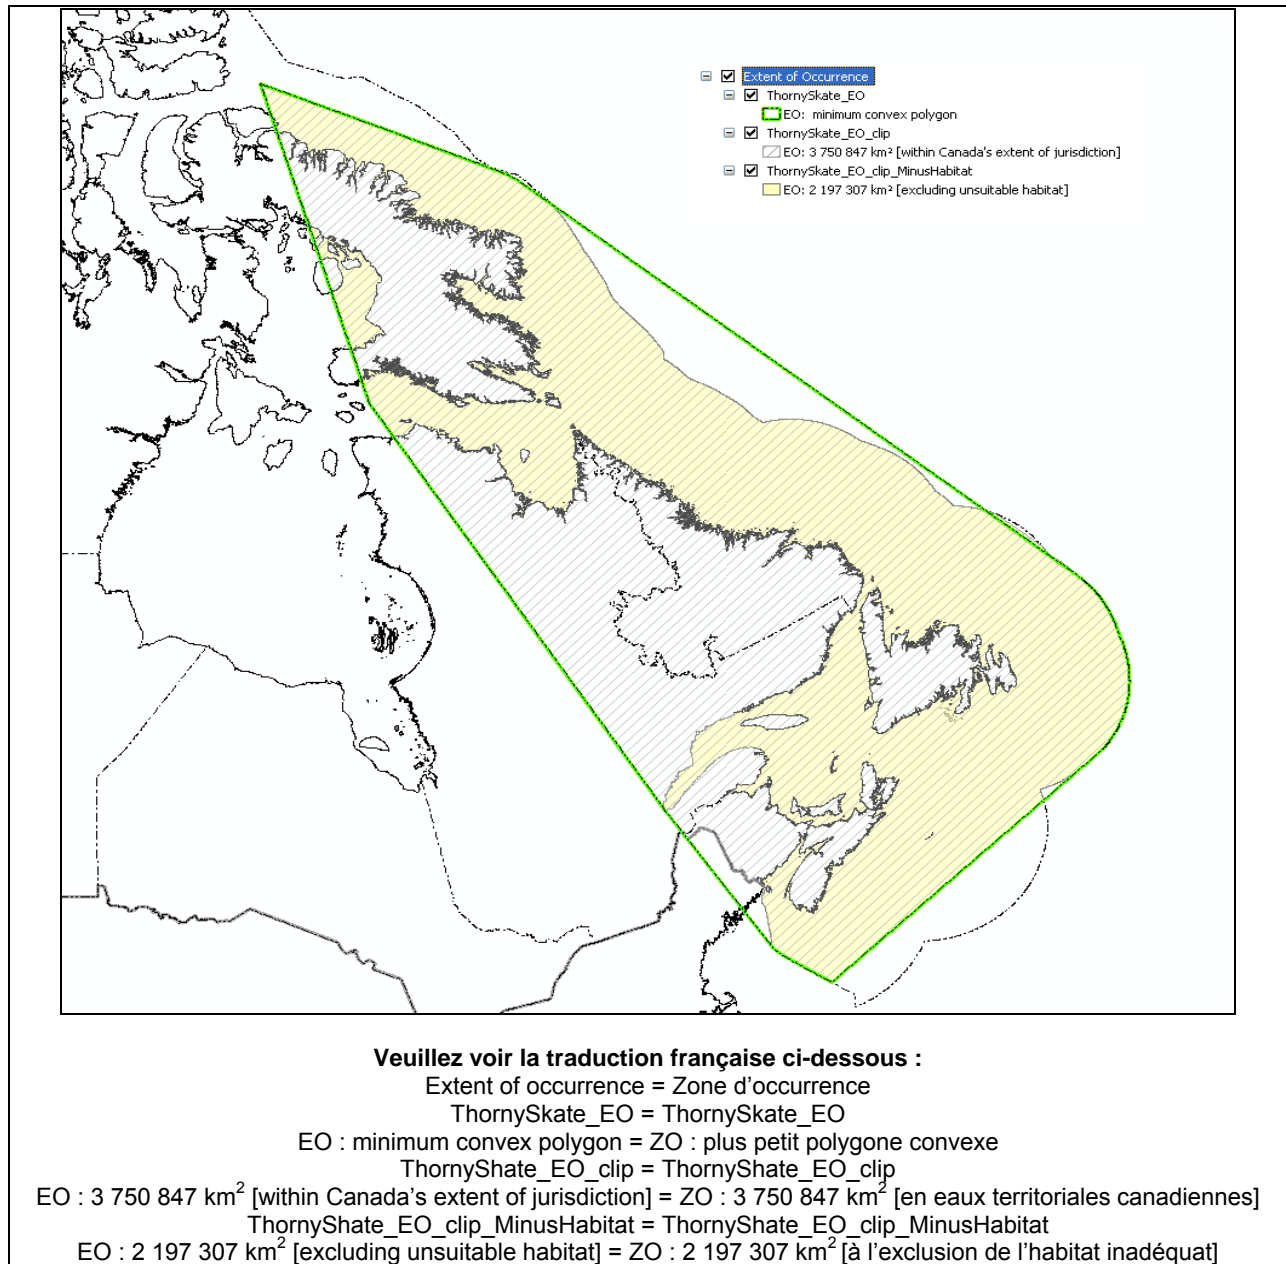 Extent of Occurrence
ThornySkate_EO
EO: minimum convex polygon
ThornySkate_EO_clip
EO: 3 750 847 km² [within Canada's extent of jurisdiction]
ThornySkate_EO_clip_MinusHabitat
EO: 2 197 307 km² [excluding unsuitable habitat]
Veuillez voir la traduction française ci-dessous :
Extent of occurrence = Zone d’occurrence
ThornySkate_EO = ThornySkate_EO
EO : minimum convex polygon = ZO : plus petit polygone convexe
ThornyShate_EO_clip = ThornyShate_EO_clip
EO : 3 750 847 km² [within Canada’s extent of jurisdiction] = ZO : 3 750 847 km² [en eaux territoriales canadiennes]
ThornyShate_EO_clip_MinusHabitat = ThornyShate_EO_clip_MinusHabitat
EO : 2 197 307 km² [excluding unsuitable habitat] = ZO : 2 197 307 km² [à l’exclusion de l’habitat inadéquat]